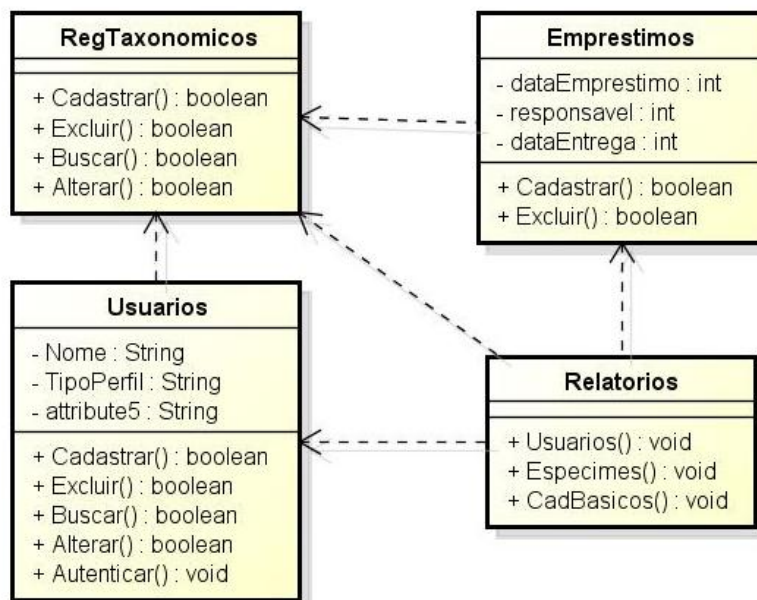 RegTaxonomicos
+ Cadastrar() : boolean
+ Excluir() : boolean
+ Buscar() : boolean
+ Alterar() : boolean
Emprestimos
- dataEmprestimo : int
- responsavel : int
- dataEntrega : int
+ Cadastrar() : boolean
+ Excluir() : boolean
Usuarios
- Nome : String
- TipoPerfil : String
- attribute5 : String
+ Cadastrar() : boolean
+ Excluir() : boolean
+ Buscar() : boolean
+ Alterar() : boolean
+ Autenticar() : void
Relatorios
+ Usuarios() : void
+ Especimes() : void
+ CadBasicos() : void